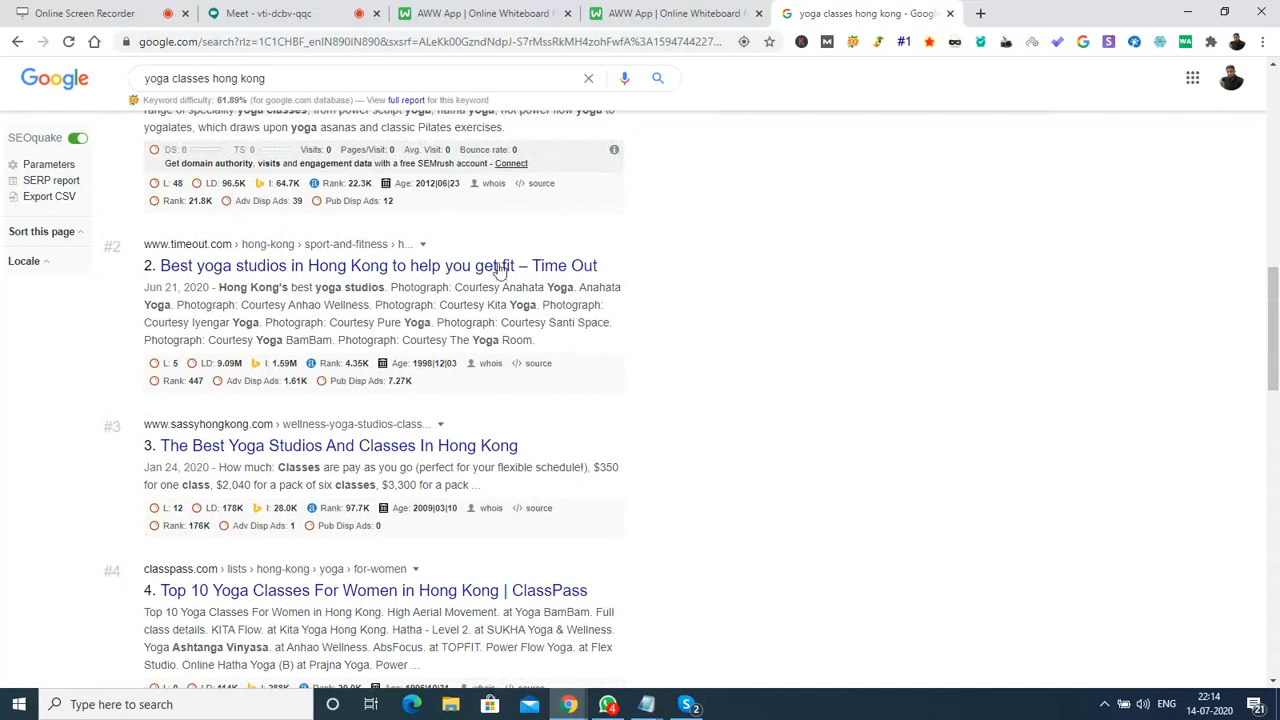 Online Screen Recorder
Meet - vti-dcbv-qqc
AWW App | Online Whiteboard f
AWW App | Online Whiteboard f
yoga classes hong kong - Google
google.com/search?rlz=1C1CHBF_enIN890IN890&sxsrf=ALeKk00GzndNdpJ-S7rMssRkMH4zohFwfA%3A1594744227...
Google
yoga classes hong kong
Keyword difficulty: 61.89% (for google.com database) — View full report for this keyword
SEOquake
Parameters
SERP report
Export CSV
Sort this page
Locale
range of speciality yoga classes, from power sculpt yoga, hatha yoga, hot power flow yoga to
yogalates, which draws upon yoga asanas and classic Pilates exercises.
DS: 0 TS: 0 Visits: 0 Pages/Visit: 0 Avg. Visit: 0 Bounce rate: 0
Get domain authority, visits and engagement data with a free SEMrush account - Connect
L: 48 LD: 96.5K I: 64.7K Rank: 22.3K Age: 2012|06|23 whois </> source
Rank: 21.8K Adv Disp Ads: 39 Pub Disp Ads: 12
#2
www.timeout.com › hong-kong › sport-and-fitness › h...
2. Best yoga studios in Hong Kong to help you get fit – Time Out
Jun 21, 2020 - Hong Kong's best yoga studios. Photograph: Courtesy Anahata Yoga. Anahata
Yoga. Photograph: Courtesy Anhao Wellness. Photograph: Courtesy Kita Yoga. Photograph:
Courtesy Iyengar Yoga. Photograph: Courtesy Pure Yoga. Photograph: Courtesy Santi Space.
Photograph: Courtesy Yoga BamBam. Photograph: Courtesy The Yoga Room.
L: 5 LD: 9.09M I: 1.59M Rank: 4.35K Age: 1998|12|03 whois </> source
Rank: 447 Adv Disp Ads: 1.61K Pub Disp Ads: 7.27K
#3
www.sassyhongkong.com › wellness-yoga-studios-class...
3. The Best Yoga Studios And Classes In Hong Kong
Jan 24, 2020 - How much: Classes are pay as you go (perfect for your flexible schedule!), $350
for one class, $2,040 for a pack of six classes, $3,300 for a pack ...
L: 12 LD: 178K I: 28.0K Rank: 97.7K Age: 2009|03|10 whois </> source
Rank: 176K Adv Disp Ads: 1 Pub Disp Ads: 0
#4
classpass.com › lists › hong-kong › yoga › for-women
4. Top 10 Yoga Classes For Women in Hong Kong | ClassPass
Top 10 Yoga Classes For Women in Hong Kong. High Aerial Movement. at Yoga BamBam. Full
class details. KITA Flow. at Kita Yoga Hong Kong. Hatha - Level 2. at SUKHA Yoga & Wellness.
Yoga Ashtanga Vinyasa. at Anhao Wellness. AbsFocus. at TOPFIT. Power Flow Yoga. at Flex
Studio. Online Hatha Yoga (B) at Prajna Yoga. Power ...
Type here to search
4
2
ENG
22:14
14-07-2020
21